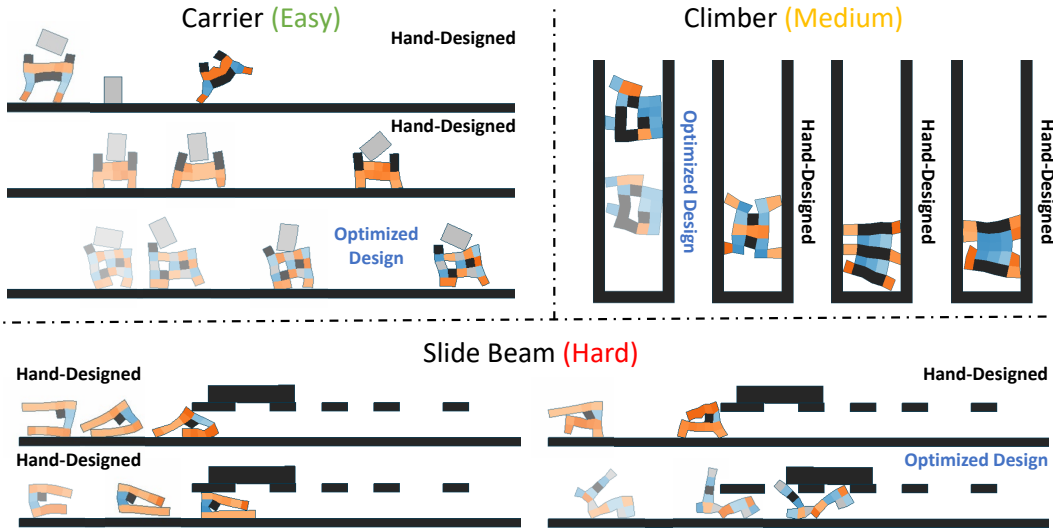 Carrier (Easy)
Hand-Designed
Hand-Designed
Optimized
Design
Climber (Medium)
Optimized Design
Hand-Designed
Hand-Designed
Hand-Designed
Slide Beam (Hard)
Hand-Designed
Hand-Designed
Hand-Designed
Optimized Design